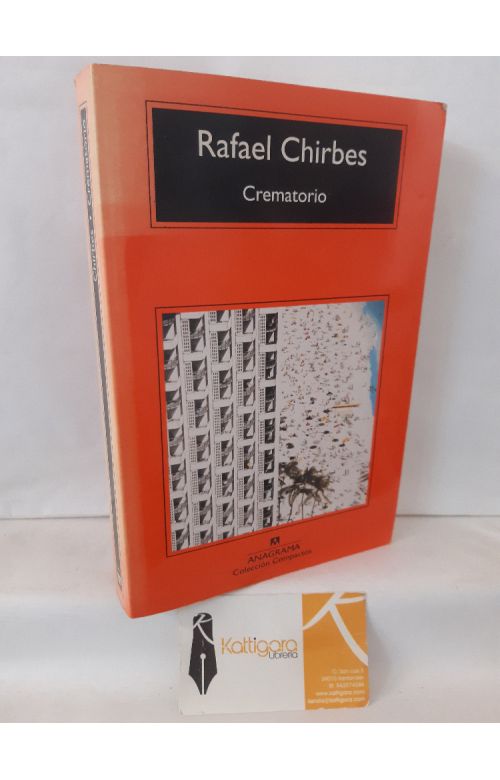 Rafael Chirbes
Crematorio
ANAGRAMA
Colección Compactos
Kattigara
Librería
www.kattigara.com